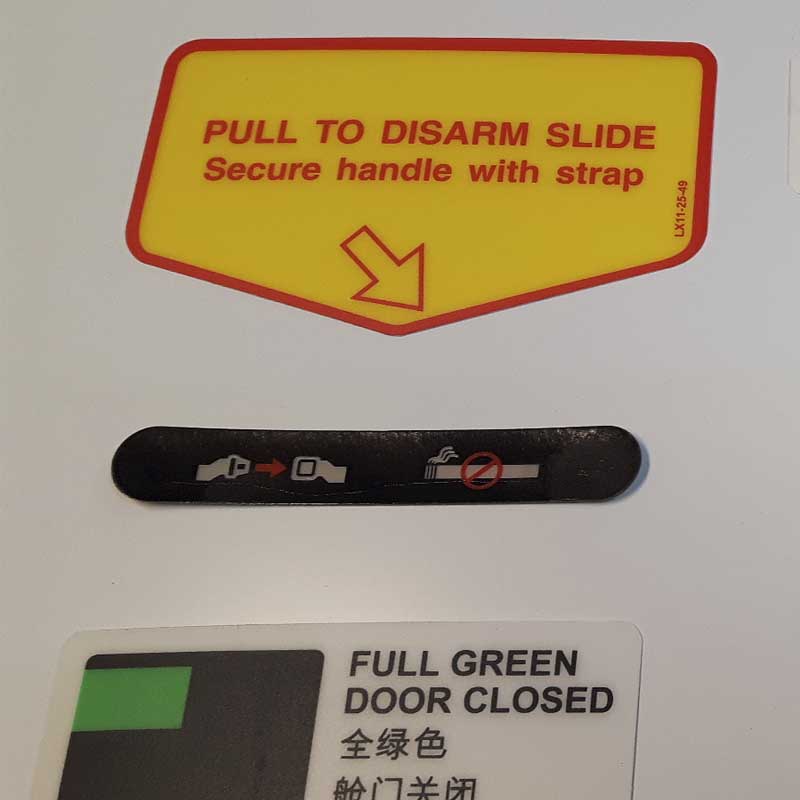 PULL TO DISARM SLIDE
Secure handle with strap
LX11-25-49
FULL GREEN
DOOR CLOSED
全绿色
舱门关闭